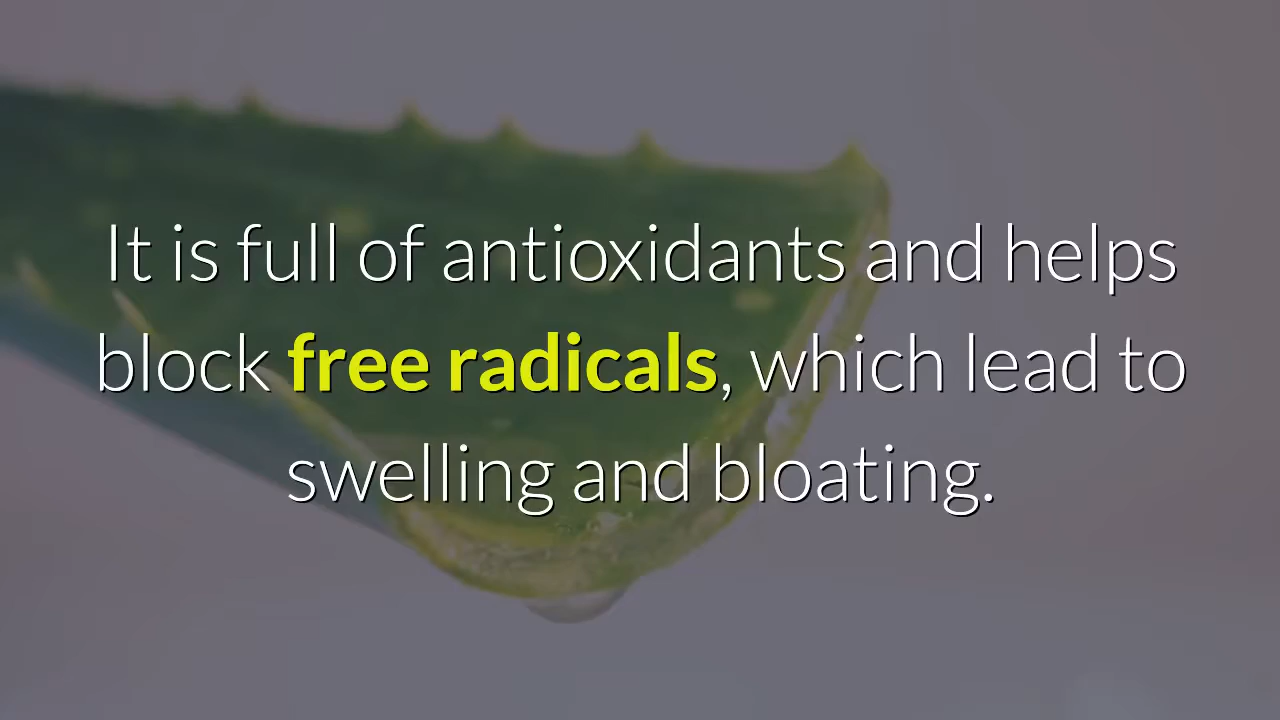 It is full of antioxidants and helps
block free radicals, which lead to
swelling and bloating.